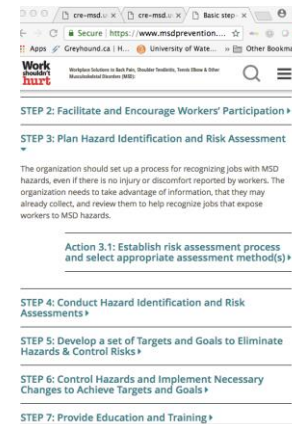 cre-msd.u
cre-msd.u
Basic step
Secure https://www.msdprevention....
Apps Greyhound.ca | H... University of Wate... Other Bookma
Work
shouldn't
hurt
Workplace Solutions to Back Pain, Shoulder Tendinitis, Tennis Elbow & Other
Musculoskeletal Disorders (MSD):
STEP 2: Facilitate and Encourage Workers' Participation
STEP 3: Plan Hazard Identification and Risk Assessment
The organization should set up a process for recognizing jobs with MSD
hazards, even if there is no injury or discomfort reported by workers. The
organization needs to take advantage of information, that they may
already collect, and review them to help recognize jobs that expose
workers to MSD hazards.
Action 3.1: Establish risk assessment process
and select appropriate assessment method(s)
STEP 4: Conduct Hazard Identification and Risk
Assessments
STEP 5: Develop a set of Targets and Goals to Eliminate
Hazards & Control Risks
STEP 6: Control Hazards and Implement Necessary
Changes to Achieve Targets and Goals
STEP 7: Provide Education and Training